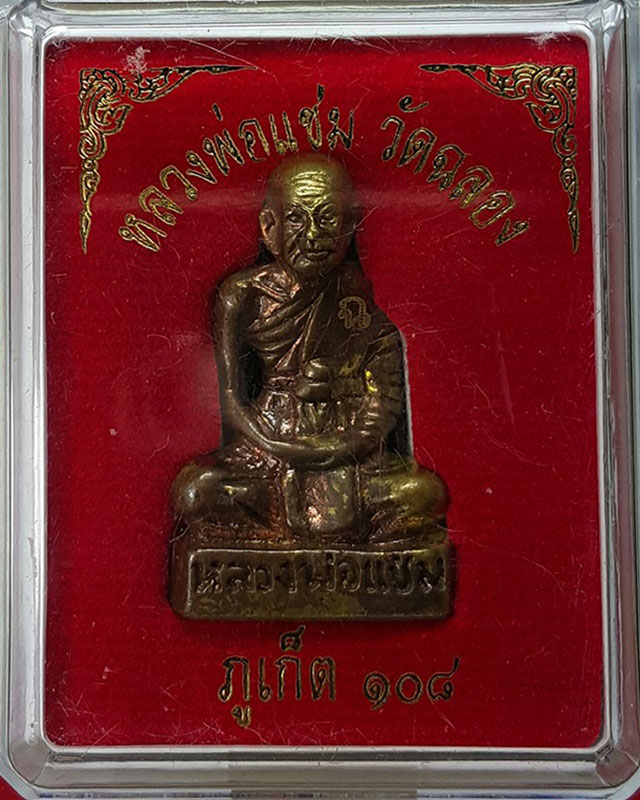 หลวงพ่อแช่ม วัดฉลอง
ฉ
หลวงพ่อแช่ม
ภูเก็ต ๑๐๘